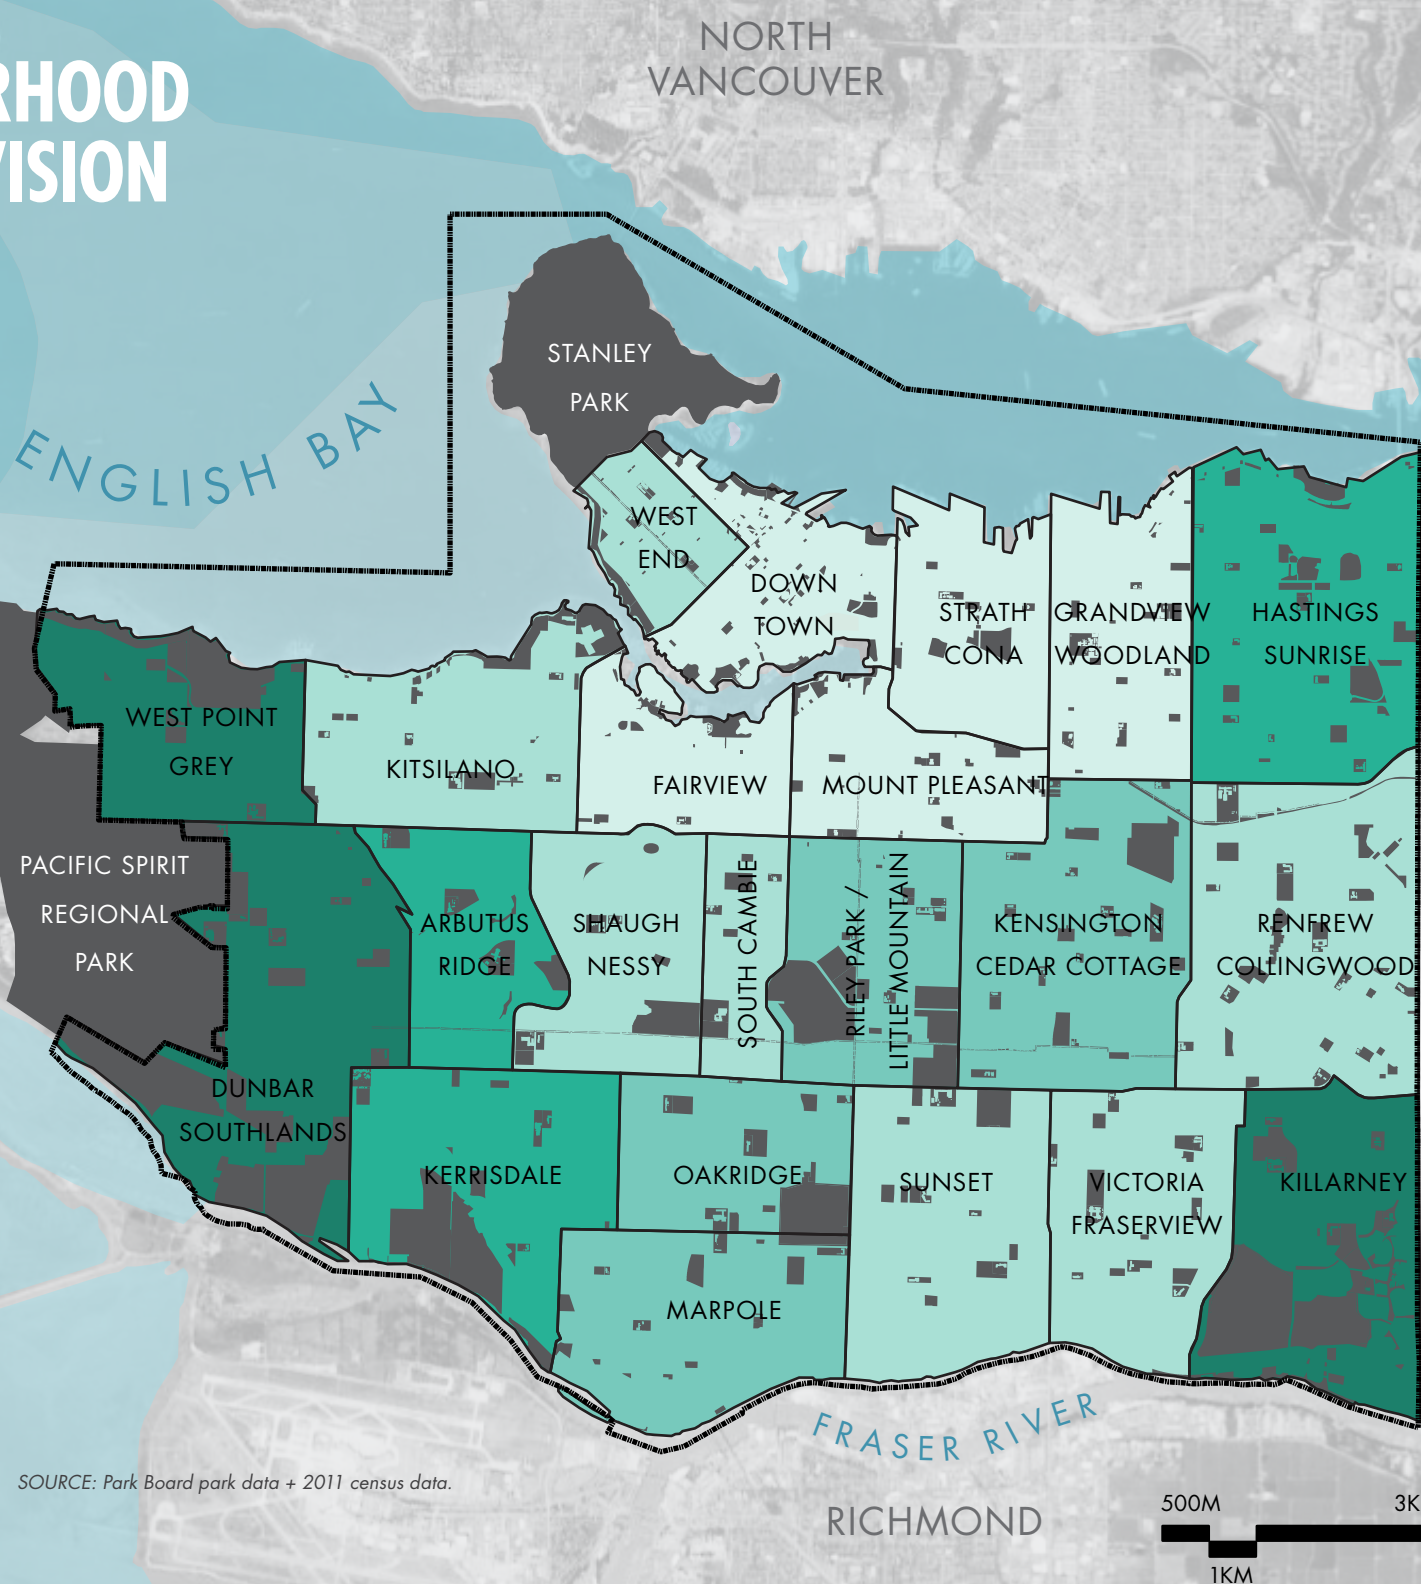 NORTH
VANCOUVER
RHOOD
VISION
STANLEY
PARK
ENGLISH BAY
WEST
END
DOWN
TOWN
STRATH
CONA
GRANDVIEW
WOODLAND
HASTINGS
SUNRISE
WEST POINT
GREY
KITSILANO
FAIRVIEW
MOUNT PLEASANT
PACIFIC SPIRIT
REGIONAL
PARK
ARBUTUS
RIDGE
SHAUGH
NESSY
SOUTH CAMBIE
RILEY PARK /
LITTLE MOUNTAIN
KENSINGTON
CEDAR COTTAGE
RENFREW
COLLINGWOOD
DUNBAR
SOUTHLANDS
KERRISDALE
OAKRIDGE
SUNSET
VICTORIA
FRASERVIEW
KILLARNEY
MARPOLE
FRASER RIVER
SOURCE: Park Board park data + 2011 census data.
RICHMOND
500M
3K
1KM